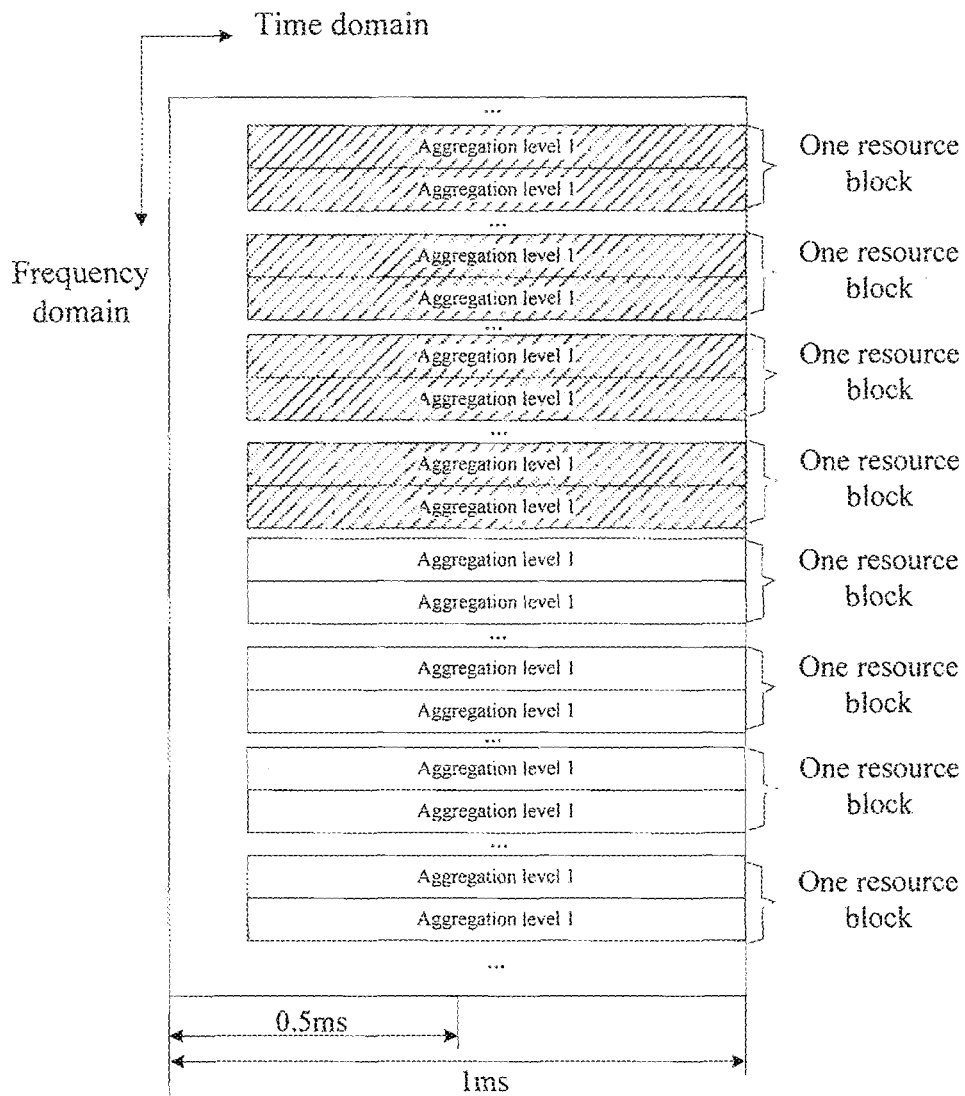 Time domain
Frequency
domain
...
Aggregation level 1
Aggregation level 1
One resource
block
...
Aggregation level 1
Aggregation level 1
One resource
block
...
Aggregation level 1
Aggregation level 1
One resource
block
...
Aggregation level 1
Aggregation level 1
One resource
block
Aggregation level 1
Aggregation level 1
One resource
block
...
Aggregation level 1
Aggregation level 1
One resource
block
...
Aggregation level 1
Aggregation level 1
One resource
block
...
Aggregation level 1
Aggregation level 1
One resource
block
...
0.5ms
1ms